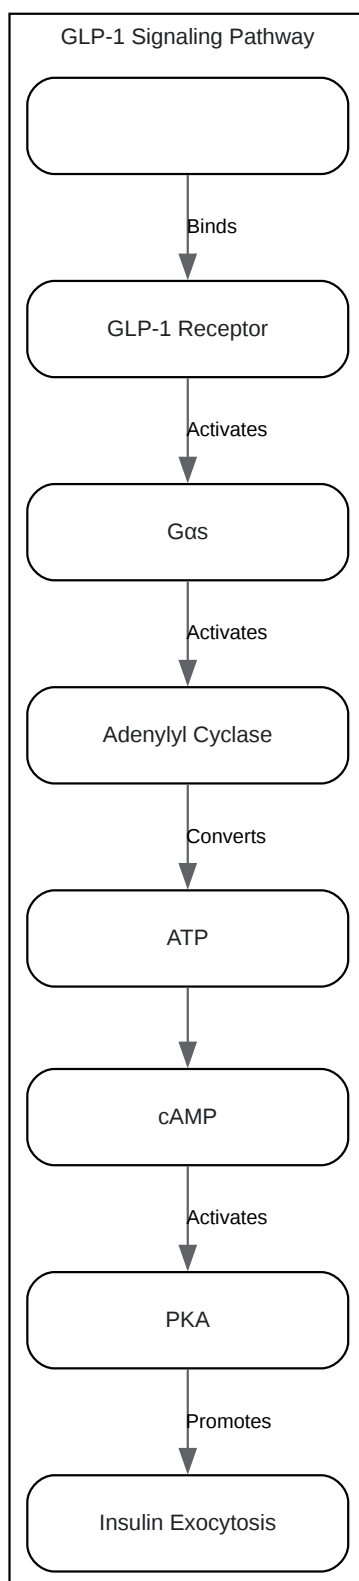 GLP-1 Signaling Pathway
Binds
GLP-1 Receptor
Activates
Gαs
Activates
Adenylyl Cyclase
Converts
ATP
cAMP
Activates
PKA
Promotes
Insulin Exocytosis